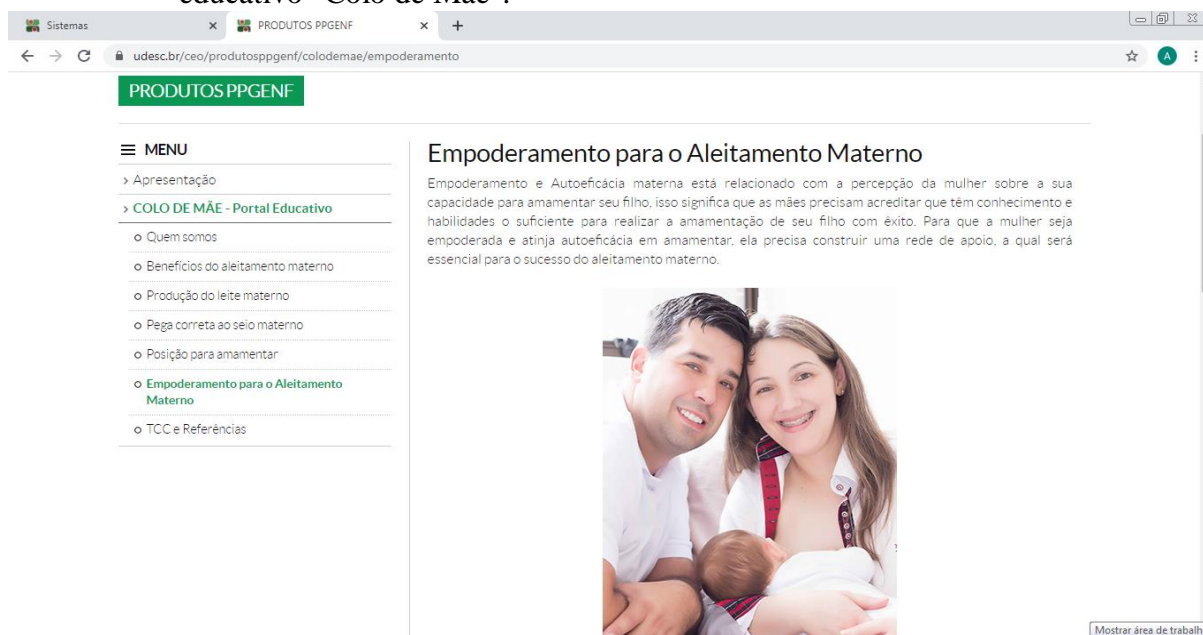 educativo "Colo de Mãe".
Sistemas
PRODUTOS PPGENF
udesc.br/ceo/produtosppgenf/colodemae/empoderamento
A
PRODUTOS PPGENF
MENU
Apresentação
COLO DE MÃE - Portal Educativo
Quem somos
Benefícios do aleitamento materno
Produção do leite materno
Pega correta ao seio materno
Posição para amamentar
Empoderamento para o Aleitamento
Materno
TCC e Referências
Empoderamento para o Aleitamento Materno
Empoderamento e Autoeficácia materna está relacionado com a percepção da mulher sobre a sua
capacidade para amamentar seu filho, isso significa que as mães precisam acreditar que têm conhecimento e
habilidades o suficiente para realizar a amamentação de seu filho com êxito. Para que a mulher seja
empoderada e atinja autoeficácia em amamentar, ela precisa construir uma rede de apoio, a qual será
essencial para o sucesso do aleitamento materno.
Mostrar área de trabalh